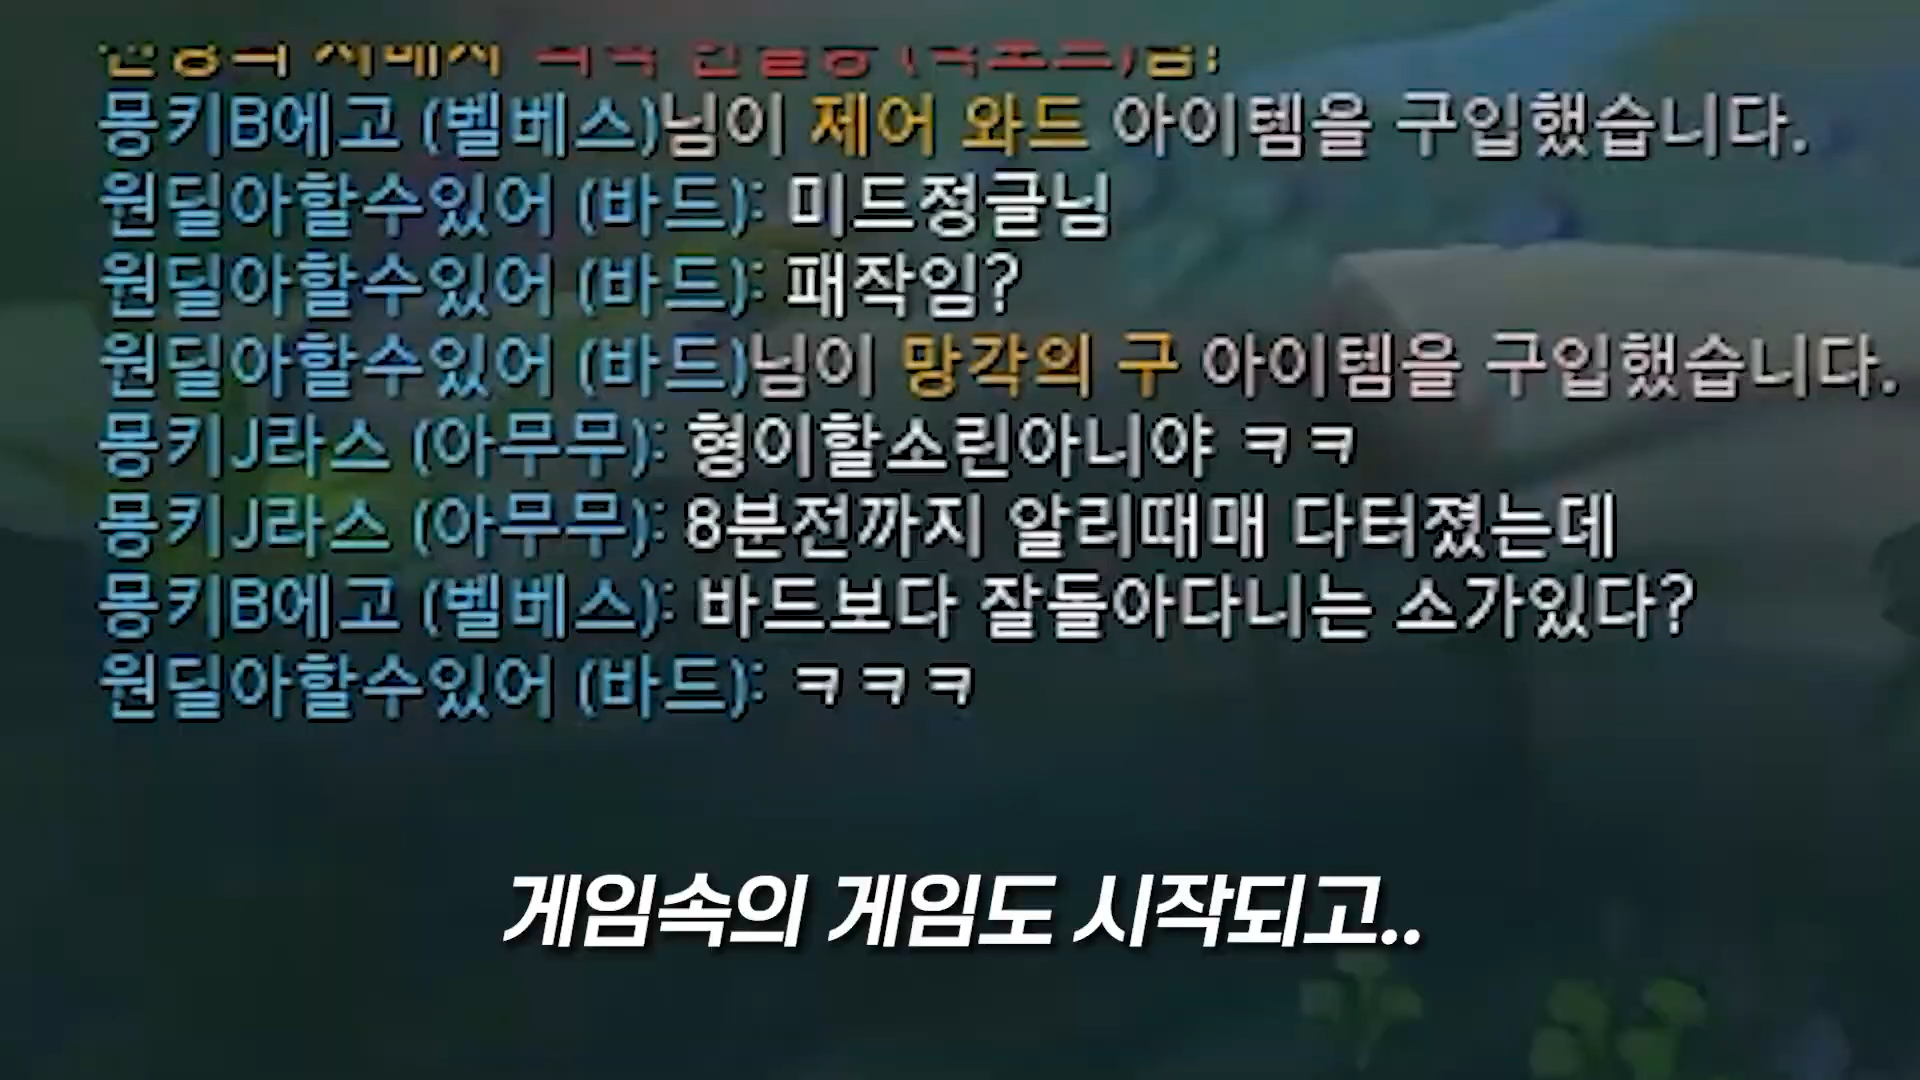 몽키B에고 (벨베스)님이 제어 와드 아이템을 구입했습니다.
원딜아할수있어 (바드): 미드정글님
원딜아할수있어 (바드): 패작임?
원딜아할수있어 (바드)님이 망각의 구 아이템을 구입했습니다.
몽키J라스 (아무무): 형이할소린아니야 ㅋㅋ
몽키J라스 (아무무): 8분전까지 알리때매 다터졌는데
몽키B에고 (벨베스): 바드보다 잘돌아다니는 소가있다?
원딜아할수있어 (바드): ㅋㅋㅋ
게임속의 게임도 시작되고..